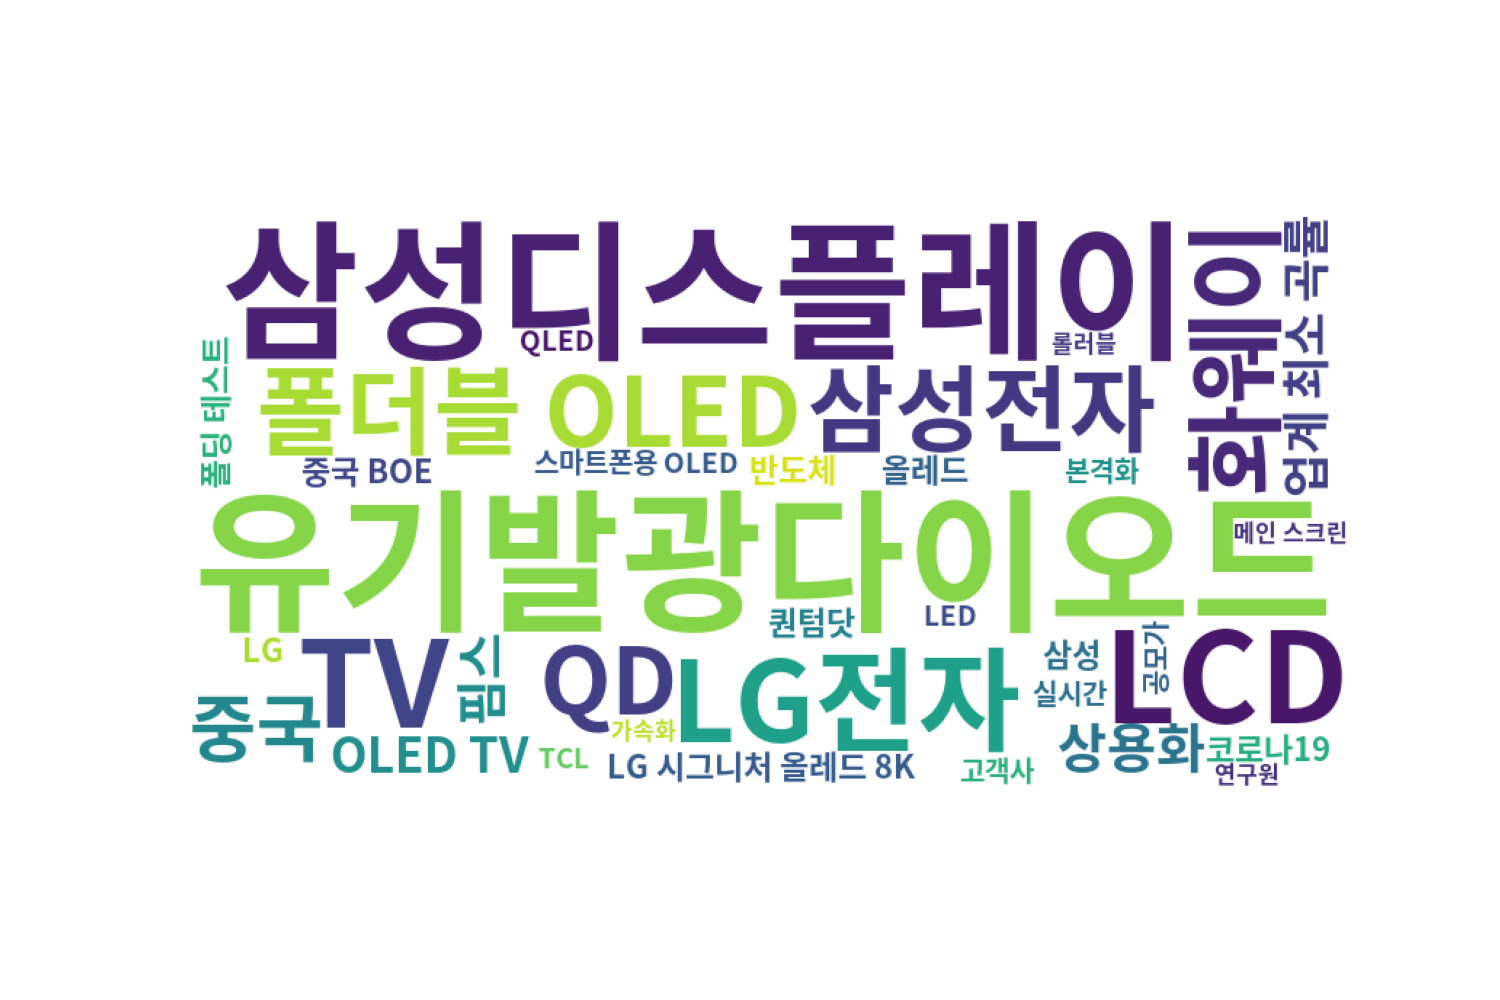 삼성디스플레이
화웨이
업계 최소 곡률
QLED
롤러블
폴딩 테스트
폴더블 OLED
삼성전자
중국 BOE
스마트폰용 OLED
반도체
올레드
본격화
유기발광다이오드
메인 스크린
퀀텀닷
LED
LG
TV
핌스
QD
LG전자
삼성
실시간
공모가
LCD
중국
OLED TV
가속화
TCL
LG 시그니처 올레드 8K
고객사
상용화
코로나19
연구원